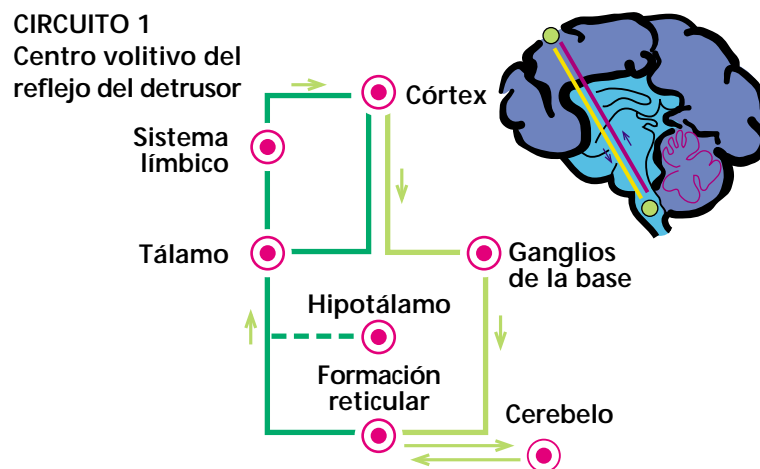 CIRCUITO 1
Centro volitivo del
reflejo del detrusor
Córtex
Sistema
límbico
Tálamo
Ganglios
de la base
Hipotálamo
Formación
reticular
Cerebelo